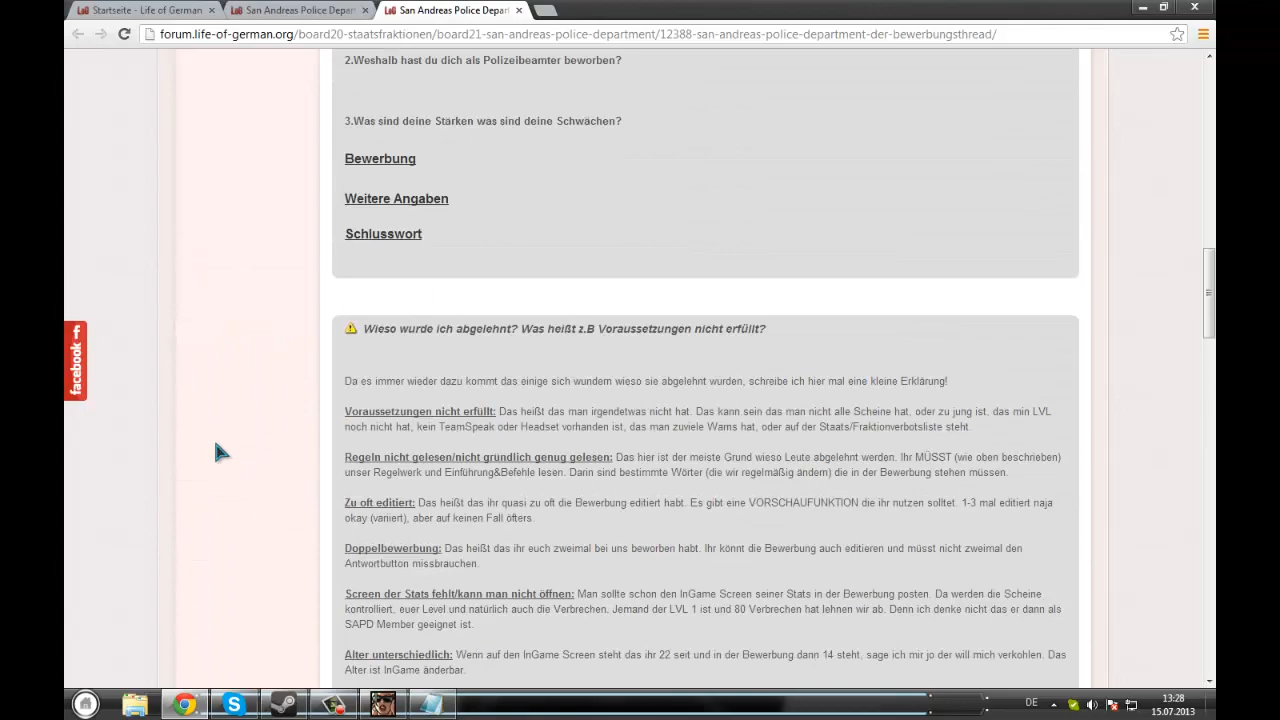 Startseite - Life of German
San Andreas Police Depar
San Andreas Police Depar
forum.life-of-german.org/board20-staatsfraktionen/board21-san-andreas-police-department/12388-san-andreas-police-department-der-bewerbungsthread/
2.Weshalb hast du dich als Polizeibeamter beworben?
3.Was sind deine Stärken was sind deine Schwächen?
Bewerbung
Weitere Angaben
Schlusswort
facebook f
Wieso wurde ich abgelehnt? Was heißt z.B Voraussetzungen nicht erfüllt?
Da es immer wieder dazu kommt das einige sich wundern wieso sie abgelehnt wurden, schreibe ich hier mal eine kleine Erklärung!
Voraussetzungen nicht erfüllt: Das heißt das man irgendetwas nicht hat. Das kann sein das man nicht alle Scheine hat, oder zu jung ist, das min LVL
noch nicht hat, kein TeamSpeak oder Headset vorhanden ist, das man zuviele Warns hat, oder auf der Staats/Fraktionverbotsliste steht.
Regeln nicht gelesen/nicht gründlich genug gelesen: Das hier ist der meiste Grund wieso Leute abgelehnt werden. Ihr MÜSST (wie oben beschrieben)
unser Regelwerk und Einführung&Befehle lesen. Darin sind bestimmte Wörter (die wir regelmäßig ändern) die in der Bewerbung stehen müssen.
Zu oft editiert: Das heißt das ihr quasi zu oft die Bewerbung editiert habt. Es gibt eine VORSCHAUFUNKTION die ihr nutzen solltet. 1-3 mal editiert naja
okay (variert), aber auf keinen Fall öfters.
Doppelbewerbung: Das heißt das ihr euch zweimal bei uns beworben habt. Ihr könnt die Bewerbung auch editieren und müsst nicht zweimal den
Antwortbutton missbrauchen.
Screen der Stats fehlt/kann man nicht öffnen: Man sollte schon den InGame Screen seiner Stats in der Bewerbung posten. Da werden die Scheine
kontrolliert, euer Level und natürlich auch die Verbrechen. Jemand der LVL 1 ist und 80 Verbrechen hat lehnen wir ab. Denn ich denke nicht das er dann als
SAPD Member geeignet ist.
Alter unterschiedlich: Wenn auf den InGame Screen steht das ihr 22 seit und in der Bewerbung dann 14 steht, sage ich mir jo der will mich verkohlen. Das
Alter ist InGame änderbar.
DE
13:28
15.07.2013